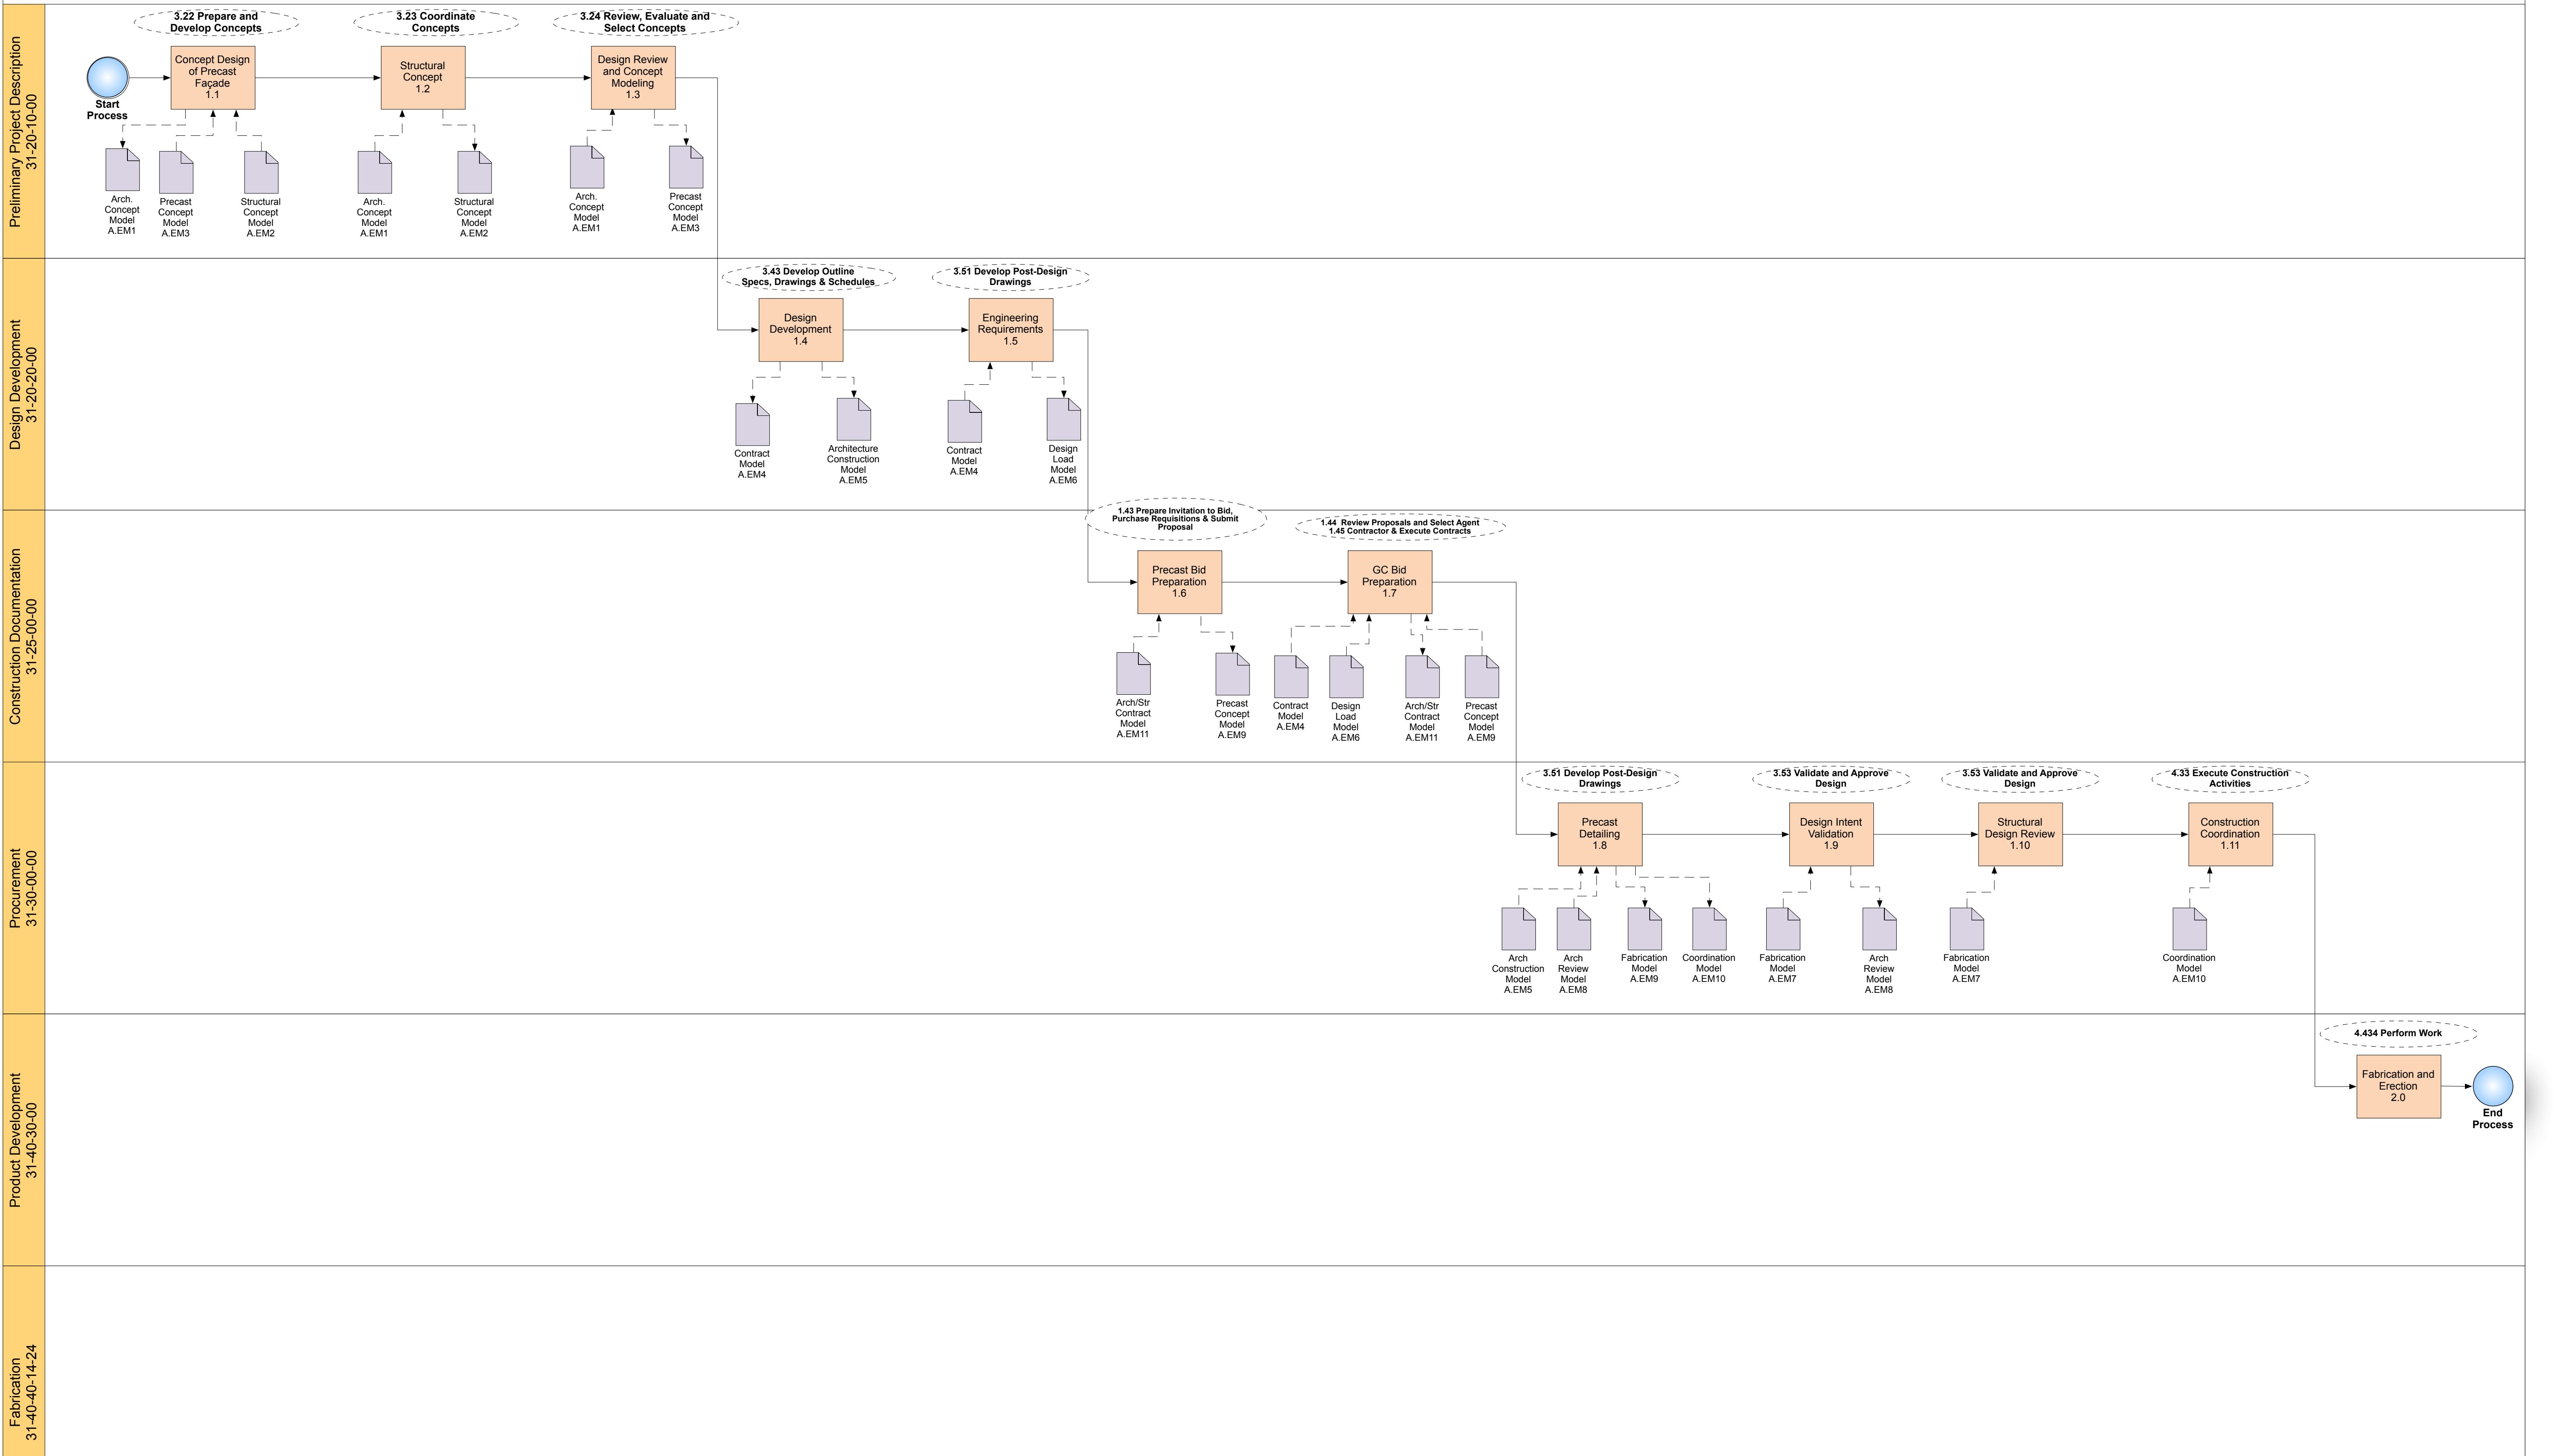 Preliminary Project Description
31-20-10-00
3.22 Prepare and
Develop Concepts
3.23 Coordinate
Concepts
3.24 Review, Evaluate and
Select Concepts
Start
Process
Concept Design
of Precast
Façade
1.1
Structural
Concept
1.2
Design Review
and Concept
Modeling
1.3
Arch.
Concept
Model
A.EM1
Precast
Concept
Model
A.EM3
Structural
Concept
Model
A.EM2
Arch.
Concept
Model
A.EM1
Structural
Concept
Model
A.EM2
Arch.
Concept
Model
A.EM1
Precast
Concept
Model
A.EM3
Design Development
31-20-20-00
3.43 Develop Outline
Specs, Drawings & Schedules
3.51 Develop Post-Design
Drawings
Design
Development
1.4
Engineering
Requirements
1.5
Contract
Model
A.EM4
Architecture
Construction
Model
A.EM5
Contract
Model
A.EM4
Design
Load
Model
A.EM6
Construction Documentation
31-25-00-00
1.43 Prepare Invitation to Bid,
Purchase Requisitions & Submit
Proposal
1.44 Review Proposals and Select Agent
1.45 Contractor & Execute Contracts
Precast Bid
Preparation
1.6
GC Bid
Preparation
1.7
Arch/Str
Contract
Model
A.EM11
Precast
Concept
Model
A.EM9
Contract
Model
A.EM4
Design
Load
Model
A.EM6
Arch/Str
Contract
Model
A.EM11
Precast
Concept
Model
A.EM9
Procurement
31-30-00-00
3.51 Develop Post-Design
Drawings
3.53 Validate and Approve
Design
3.53 Validate and Approve
Design
4.33 Execute Construction
Activities
Precast
Detailing
1.8
Design Intent
Validation
1.9
Structural
Design Review
1.10
Construction
Coordination
1.11
Arch
Construction
Model
A.EM5
Arch
Review
Model
A.EM8
Fabrication
Model
A.EM9
Coordination
Model
A.EM10
Fabrication
Model
A.EM7
Arch
Review
Model
A.EM8
Fabrication
Model
A.EM7
Coordination
Model
A.EM10
Product Development
31-40-30-00
4.434 Perform Work
Fabrication and
Erection
2.0
End
Process
Fabrication
31-40-40-14-24